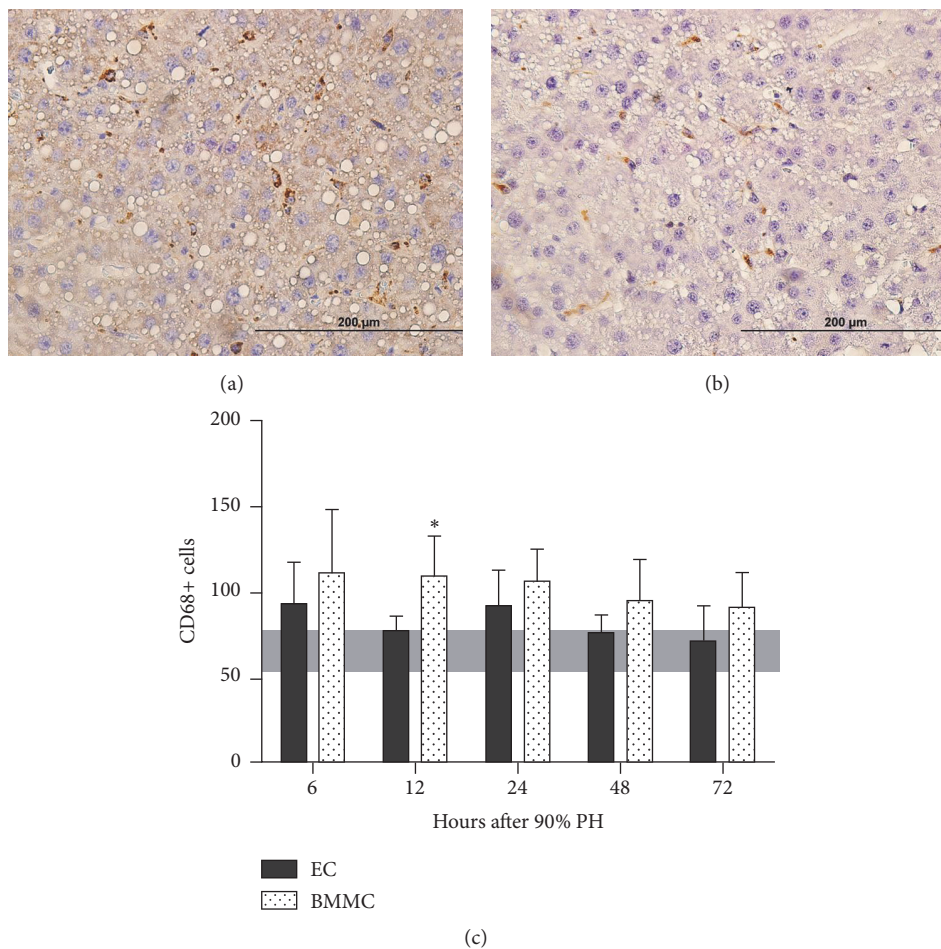 200 µm
200 µm
(a)
(b)
200
150
100
50
0
CD68+ cells
*
6
12
24
48
72
Hours after 90% PH
EC
BMMC
(c)